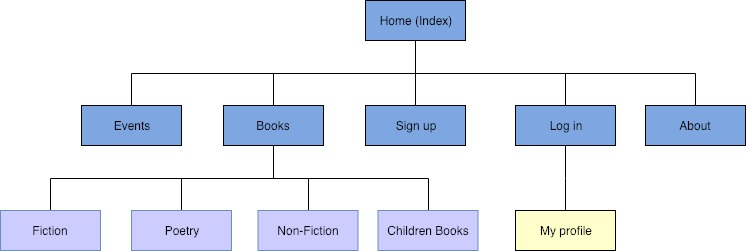 Home (Index)
Events
Books
Sign up
Log in
About
Fiction
Poetry
Non-Fiction
Children Books
My profile